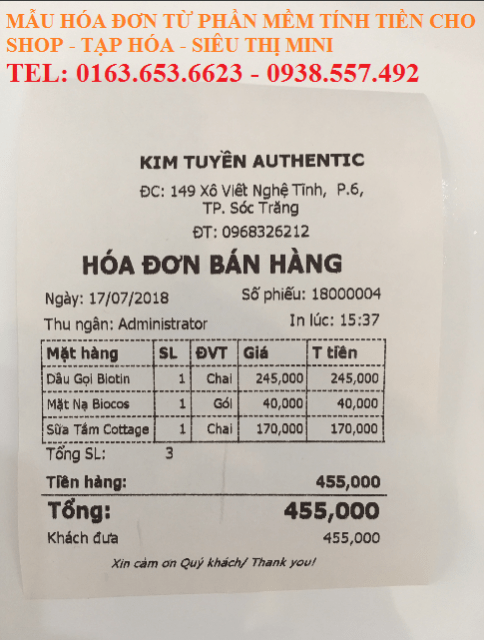 MẪU HÓA ĐƠN TỪ PHẦN MỀM TÍNH TIỀN CHO
SHOP - TẠP HÓA - SIÊU THỊ MINI
TEL: 0163.653.6623 - 0938.557.492
KIM TUYỀN AUTHENTIC
ĐC: 149 Xô Viết Nghệ Tĩnh, P.6,
TP. Sóc Trăng
ĐT: 0968326212
HÓA ĐƠN BÁN HÀNG
Ngày: 17/07/2018 Số phiếu: 18000004
Thu ngân: Administrator In lúc: 15:37
Mặt hàng SL ĐVT Giá T tiền
Dầu Gọi Biotin 1 Chai 245,000 245,000
Mặt Nạ Biocos 1 Gói 40,000 40,000
Sữa Tắm Cottage 1 Chai 170,000 170,000
Tổng SL: 3
Tiền hàng: 455,000
Tổng: 455,000
Khách đưa 455,000
Xin cảm ơn Quý khách/ Thank you!